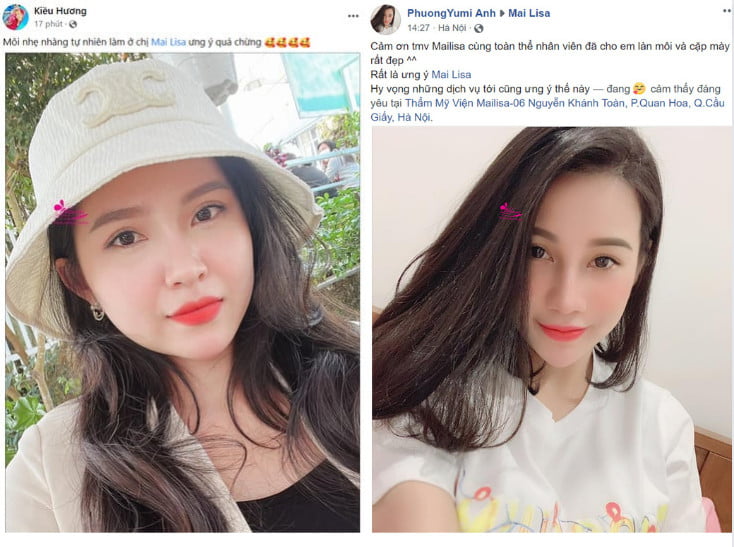 Kiều Hương
17 phút ·
Môi nhẹ nhàng tự nhiên làm ở chị Mai Lisa ưng ý quá chừng
PhuongYumi Anh ▸ Mai Lisa
14:27 · Hà Nội ·
Cảm ơn tmv Mailisa cùng toàn thể nhân viên đã cho em làn môi và cặp mày
rất đẹp ^^
Rất là ưng ý Mai Lisa
Hy vọng những dịch vụ tới cũng ưng ý thế này — đang 🥰 cảm thấy đáng
yêu tại Thẩm Mỹ Viện Mailisa-06 Nguyễn Khánh Toàn, P.Quan Hoa, Q.Cầu
Giấy, Hà Nội.